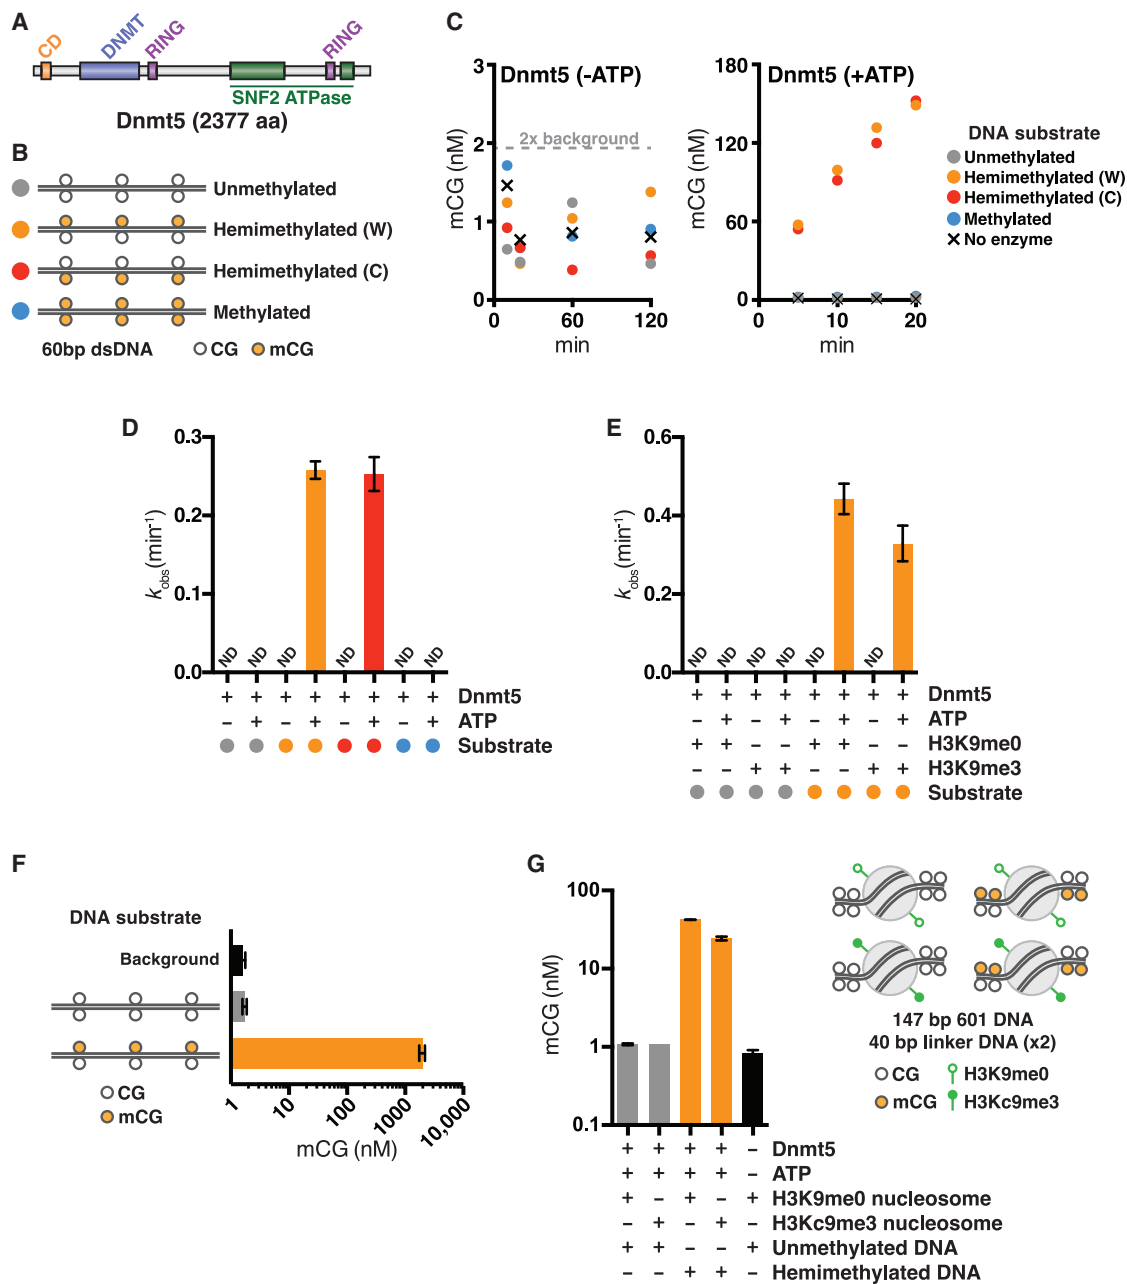 A
CD
DNMT
RING
RING
SNF2 ATPase
Dnmt5 (2377 aa)
B
Unmethylated
Hemimethylated (W)
Hemimethylated (C)
Methylated
60bp dsDNA
CG
mCG
C
Dnmt5 (-ATP)
3
2
1
0
mCG (nM)
2x background
0 60 120
min
Dnmt5 (+ATP)
180
120
60
0
mCG (nM)
0 10 20
min
DNA substrate
Unmethylated
Hemimethylated (W)
Hemimethylated (C)
Methylated
No enzyme
D
0.3
0.2
0.1
0.0
kobs(min-1)
ND ND ND ND ND ND
+ + + + + + + + Dnmt5
– + – + – + – + ATP
Substrate
E
0.6
0.4
0.2
0.0
kobs(min-1)
ND ND ND ND ND ND
+ + + + + + + + Dnmt5
– + – + – + – + ATP
+ + – – + + – – H3K9me0
– – + + – – + + H3K9me3
Substrate
F
DNA substrate
Background
CG
mCG
1 10 100 1000 10,000
mCG (nM)
G
100
10
1
0.1
mCG (nM)
+ + + + – Dnmt5
+ + + + – ATP
+ – + – + H3K9me0 nucleosome
– + – + – H3Kc9me3 nucleosome
+ + – – + Unmethylated DNA
– – + + – Hemimethylated DNA
147 bp 601 DNA
40 bp linker DNA (x2)
CG H3K9me0
mCG H3Kc9me3